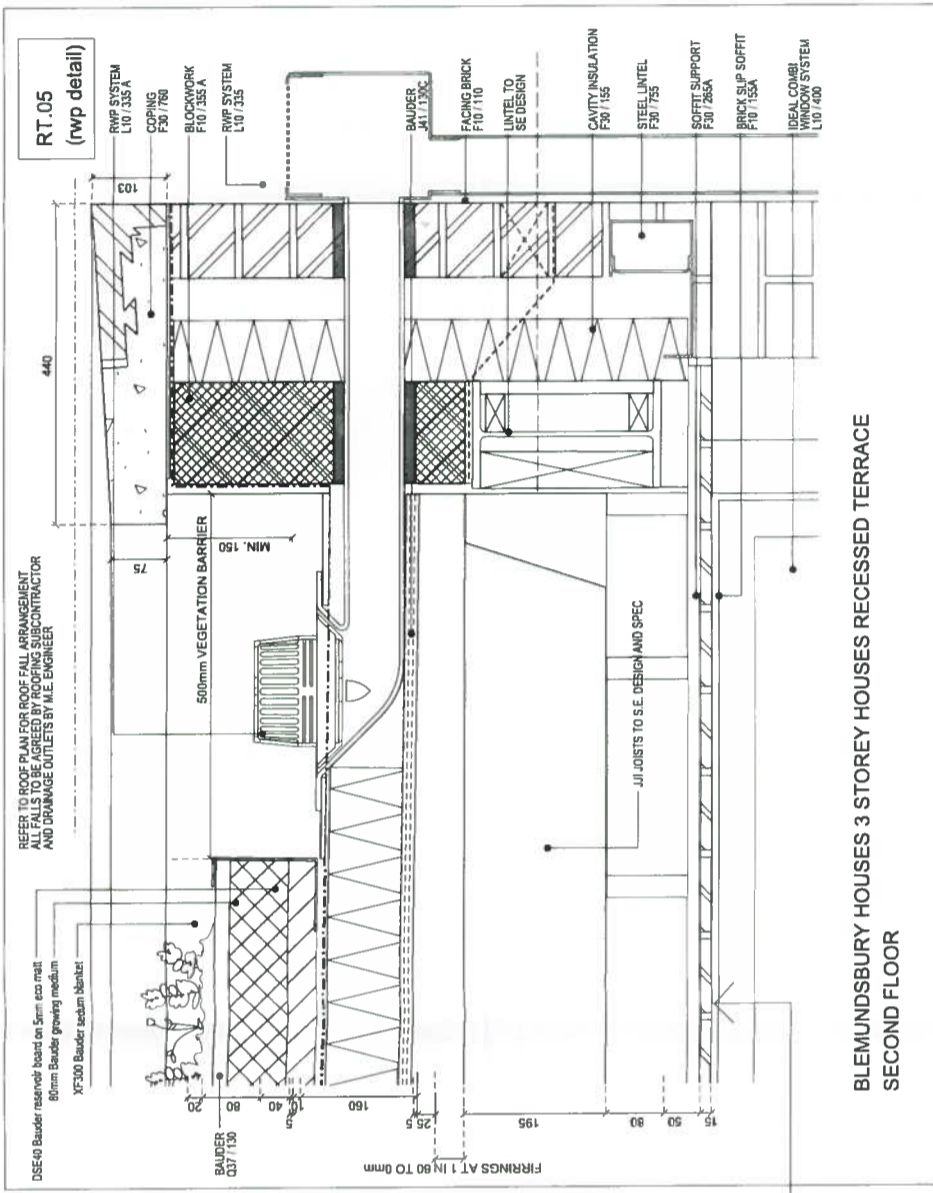 RT.05
(rwp detail)
REFER TO ROOF PLAN FOR ROOF FALL ARRANGEMENT
ALL FALLS TO BE AGREED BY ROOFING SUBCONTRACTOR
AND DRAINAGE OUTLETS BY M.E. ENGINEER
DSE40 Bauder reservoir board on 5mm eco matt
80mm Bauder growing medium
XF300 Bauder sedum blanket
440
103
75
MIN. 150
500mm VEGETATION BARRIER
RWP SYSTEM
L10 / 335 A
COPING
F30 / 760
BLOCKWORK
F10 / 355 A
RWP SYSTEM
L10 / 335
BAUDER
J41 / 130C
FACING BRICK
F10 / 110
LINTEL TO
SE DESIGN
CAVITY INSULATION
F30 / 155
STEEL LINTEL
F30 / 755
SOFFIT SUPPORT
F30 / 265A
BRICK SLIP SOFFIT
F10 / 155A
IDEAL COMBI
WINDOW SYSTEM
L10 / 400
BAUDER
Q37 / 130
20
80
40
160
5
25
195
80
50
15
FIRRINGS AT 1 IN 60 TO 0mm
JJI JOISTS TO S.E. DESIGN AND SPEC
BLEMUNDSBURY HOUSES 3 STOREY HOUSES RECESSED TERRACE
SECOND FLOOR